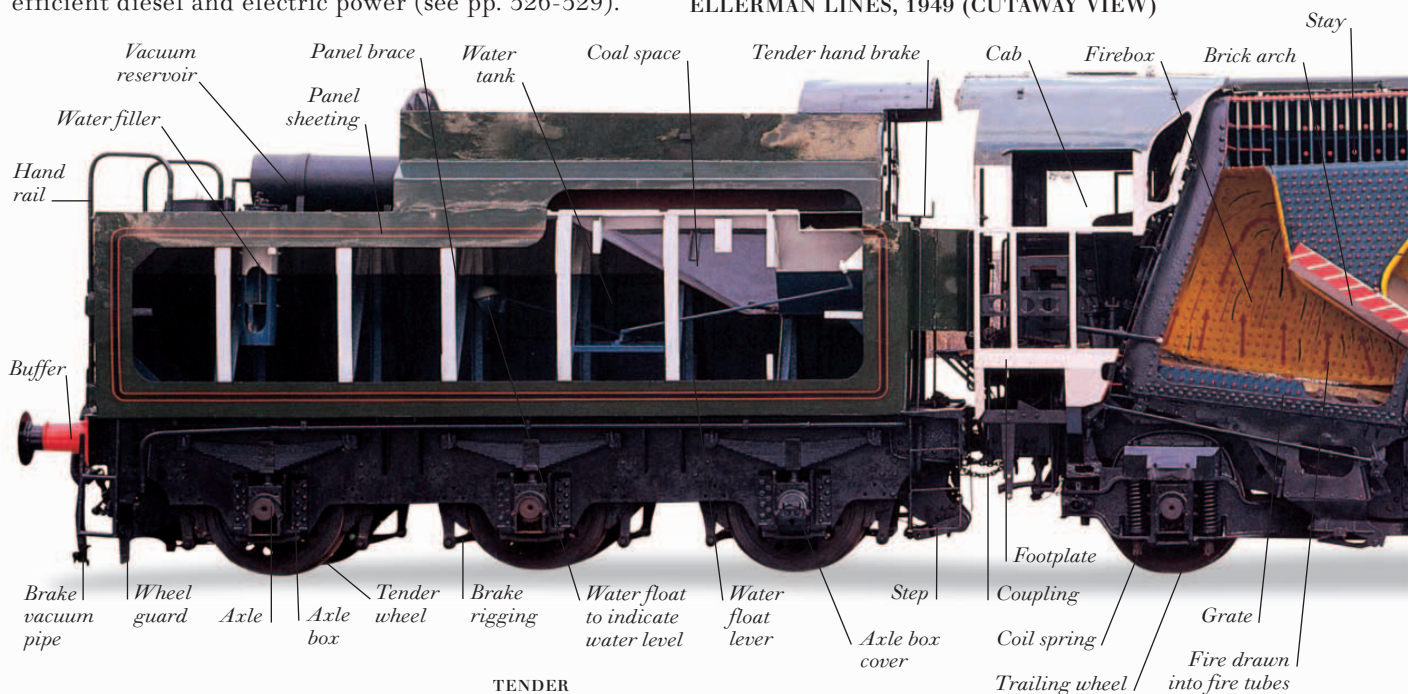 efficient diesel and electric power (see pp. 526-529).
ELLERMAN LINES, 1949 (CUTAWAY VIEW)
Stay
Vacuum
reservoir
Panel brace
Water
tank
Coal space
Tender hand brake
Cab
Firebox
Brick arch
Panel
sheeting
Water filler
Hand
rail
Buffer
Footplate
Brake
vacuum
pipe
Wheel
guard
Axle
Axle
box
Tender
wheel
Brake
rigging
Water float
to indicate
water level
Water
float
lever
Step
Coupling
Grate
Axle box
cover
Coil spring
Fire drawn
into fire tubes
Trailing wheel
TENDER